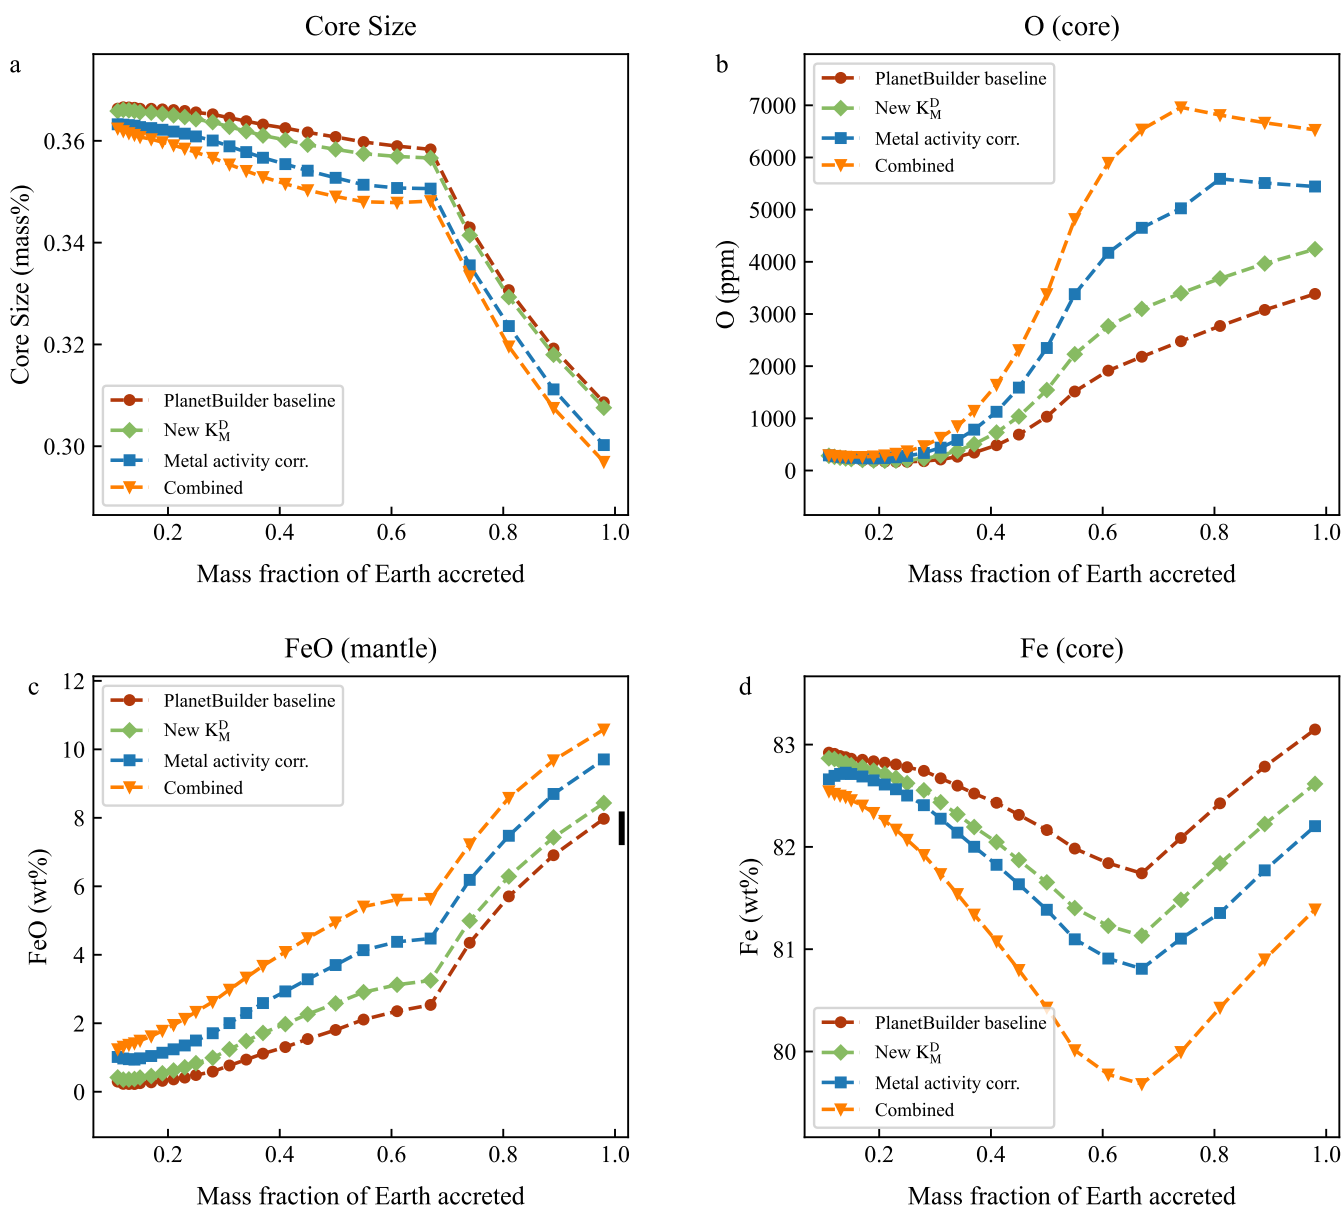 Core Size
a
Core Size (mass%)
0.36
0.34
0.32
0.30
PlanetBuilder baseline
New K_M^D
Metal activity corr.
Combined
0.2 0.4 0.6 0.8 1.0
Mass fraction of Earth accreted
O (core)
b
O (ppm)
7000
6000
5000
4000
3000
2000
1000
0
PlanetBuilder baseline
New K_M^D
Metal activity corr.
Combined
0.2 0.4 0.6 0.8 1.0
Mass fraction of Earth accreted
FeO (mantle)
c
FeO (wt%)
12
10
8
6
4
2
0
PlanetBuilder baseline
New K_M^D
Metal activity corr.
Combined
0.2 0.4 0.6 0.8 1.0
Mass fraction of Earth accreted
Fe (core)
d
Fe (wt%)
83
82
81
80
PlanetBuilder baseline
New K_M^D
Metal activity corr.
Combined
0.2 0.4 0.6 0.8 1.0
Mass fraction of Earth accreted